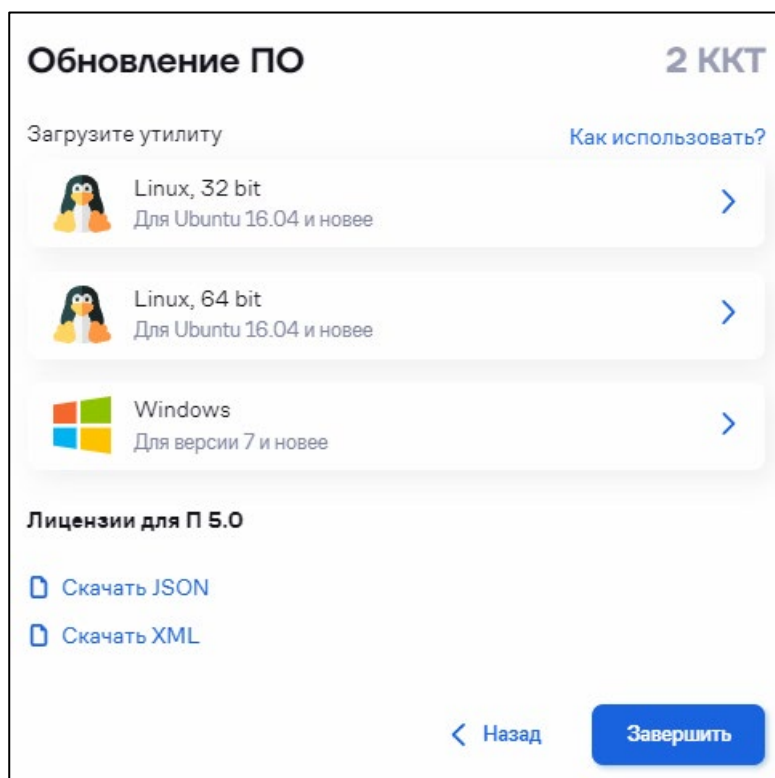 Обновление ПО 2 ККТ
Загрузите утилиту Как использовать?
Linux, 32 bit
Для Ubuntu 16.04 и новее
Linux, 64 bit
Для Ubuntu 16.04 и новее
Windows
Для версии 7 и новее
Лицензии для П 5.0
Скачать JSON
Скачать XML
Назад Завершить